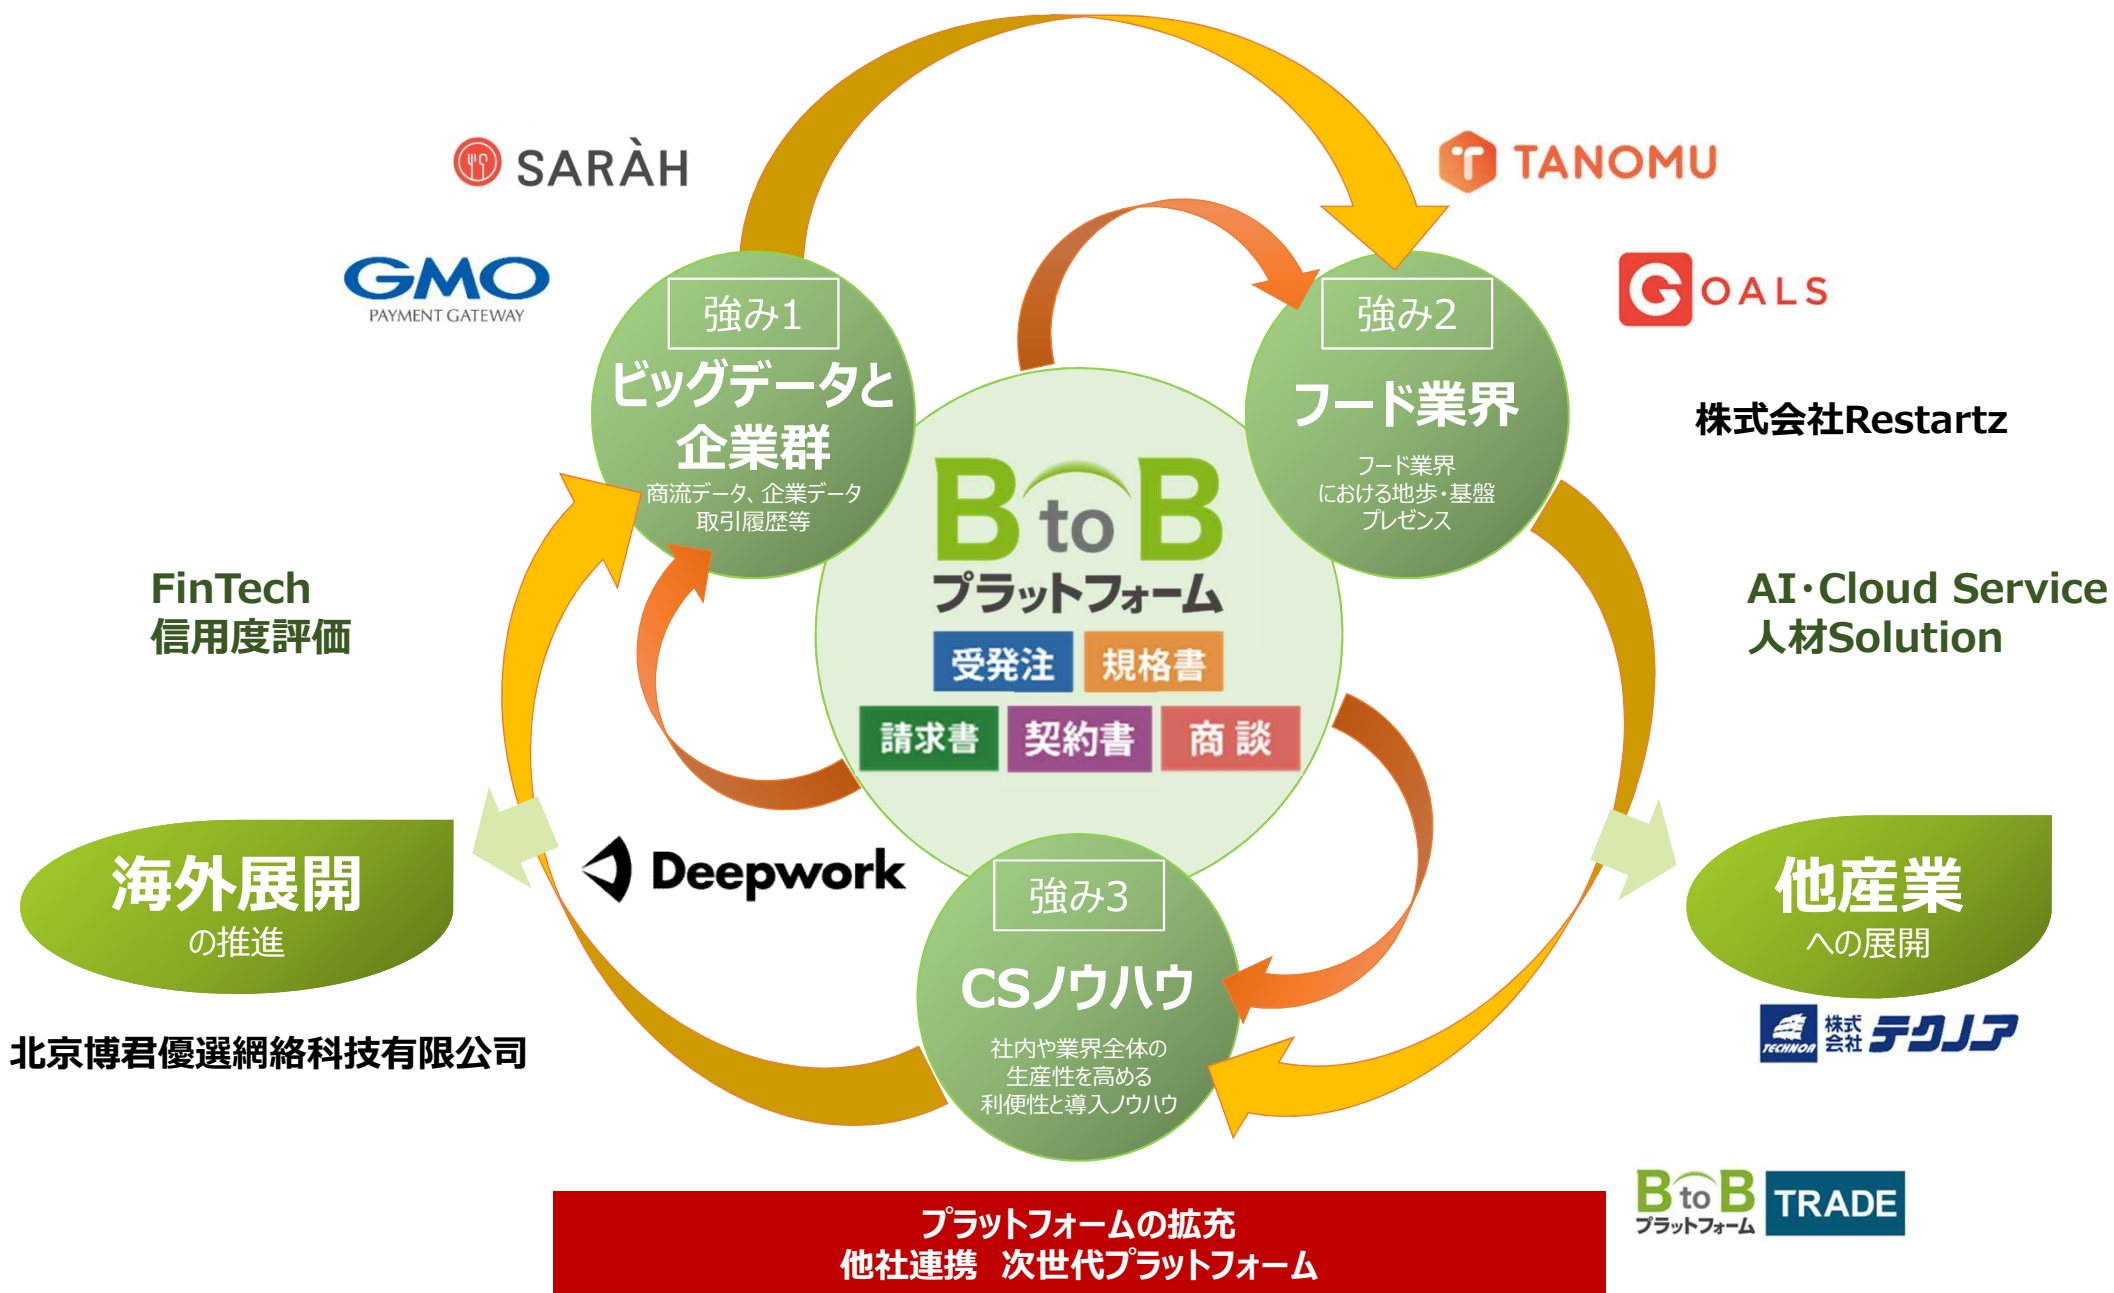 SARÀH
TANOMU
GMO
PAYMENT GATEWAY
GOALS
強み1
ビッグデータと
企業群
商流データ、企業データ
取引履歴等
強み2
フード業界
フード業界
における地歩・基盤
プレゼンス
株式会社Restartz
BtoB
プラットフォーム
受発注
規格書
請求書
契約書
商談
FinTech
信用度評価
AI・Cloud Service
人材Solution
Deepwork
海外展開
の推進
他産業
への展開
強み3
CSノウハウ
社内や業界全体の
生産性を高める
利便性と導入ノウハウ
北京博君優選網絡科技有限公司
TECHNOA
株式
会社
テクノア
BtoB
プラットフォーム
TRADE
プラットフォームの拡充
他社連携　次世代プラットフォーム